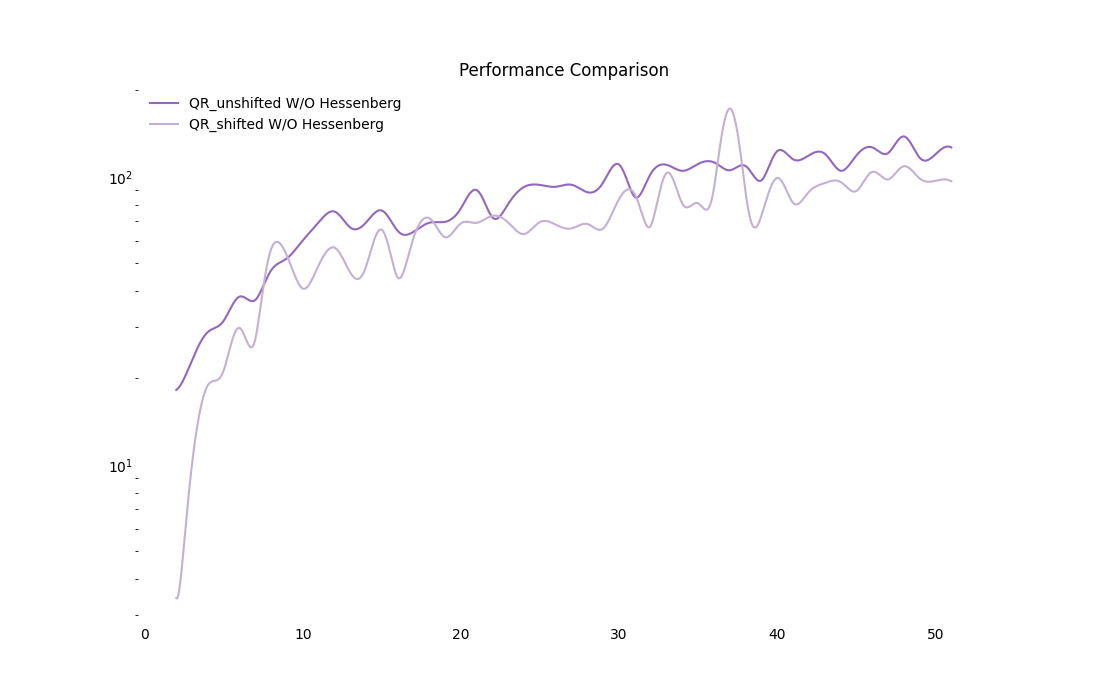 Performance Comparison
QR_unshifted W/O Hessenberg
QR_shifted W/O Hessenberg
10²
10¹
0 10 20 30 40 50